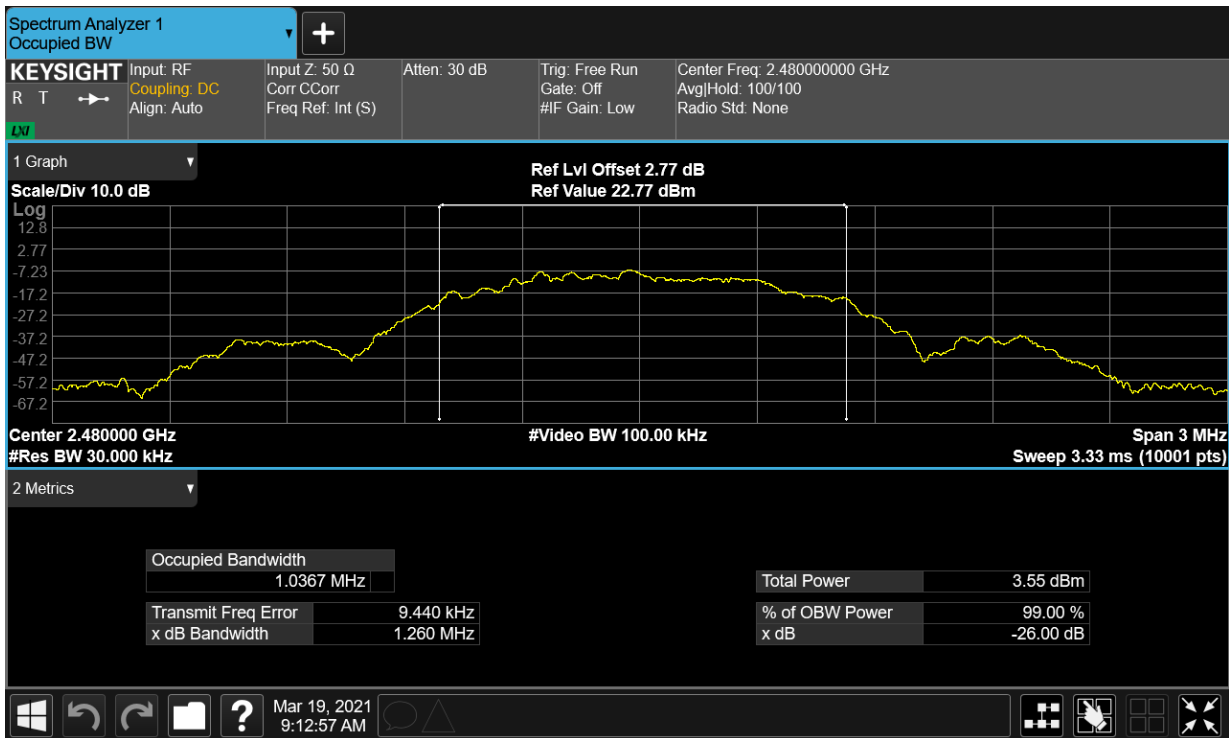 Spectrum Analyzer 1
Occupied BW
+
KEYSIGHT
R T
LXI
Input: RF
Coupling: DC
Align: Auto
Input Z: 50 Ω
Corr CCorr
Freq Ref: Int (S)
Atten: 30 dB
Trig: Free Run
Gate: Off
#IF Gain: Low
Center Freq: 2.480000000 GHz
Avg|Hold: 100/100
Radio Std: None
1 Graph
Scale/Div 10.0 dB
Ref Lvl Offset 2.77 dB
Ref Value 22.77 dBm
Log
12.8
2.77
-7.23
-17.2
-27.2
-37.2
-47.2
-57.2
-67.2
Center 2.480000 GHz
#Video BW 100.00 kHz
Span 3 MHz
#Res BW 30.000 kHz
Sweep 3.33 ms (10001 pts)
2 Metrics
Occupied Bandwidth
1.0367 MHz
Total Power 3.55 dBm
Transmit Freq Error 9.440 kHz
% of OBW Power 99.00 %
x dB Bandwidth 1.260 MHz
x dB -26.00 dB
?
Mar 19, 2021
9:12:57 AM